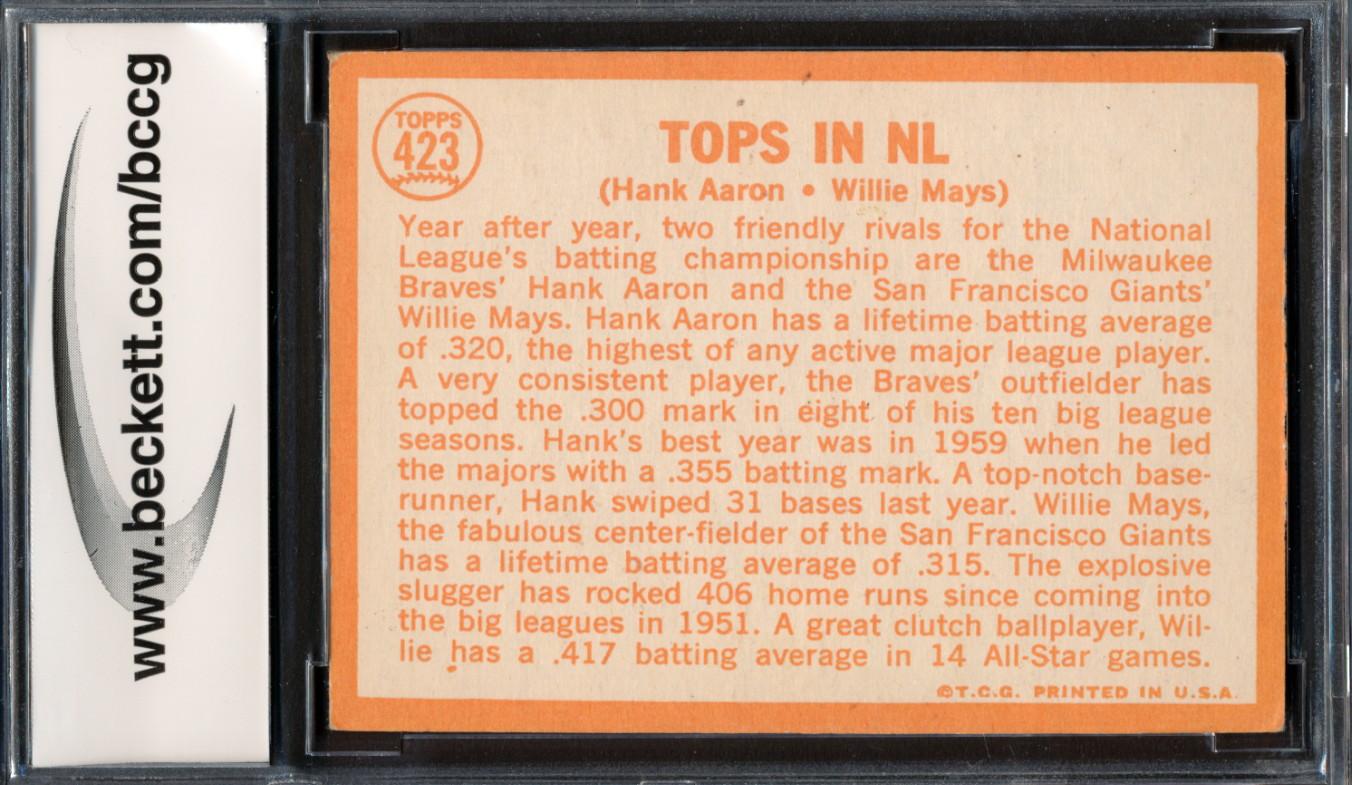 www.beckett.com/bccg
TOPPS
423
TOPS IN NL
(Hank Aaron • Willie Mays)
Year after year, two friendly rivals for the National
League's batting championship are the Milwaukee
Braves' Hank Aaron and the San Francisco Giants'
Willie Mays. Hank Aaron has a lifetime batting average
of .320, the highest of any active major league player.
A very consistent player, the Braves' outfielder has
topped the .300 mark in eight of his ten big league
seasons. Hank's best year was in 1959 when he led
the majors with a .355 batting mark. A top-notch base-
runner, Hank swiped 31 bases last year. Willie Mays,
the fabulous center-fielder of the San Francisco Giants
has a lifetime batting average of .315. The explosive
slugger has rocked 406 home runs since coming into
the big leagues in 1951. A great clutch ballplayer, Wil-
lie has a .417 batting average in 14 All-Star games.
©T.C.G. PRINTED IN U.S.A.